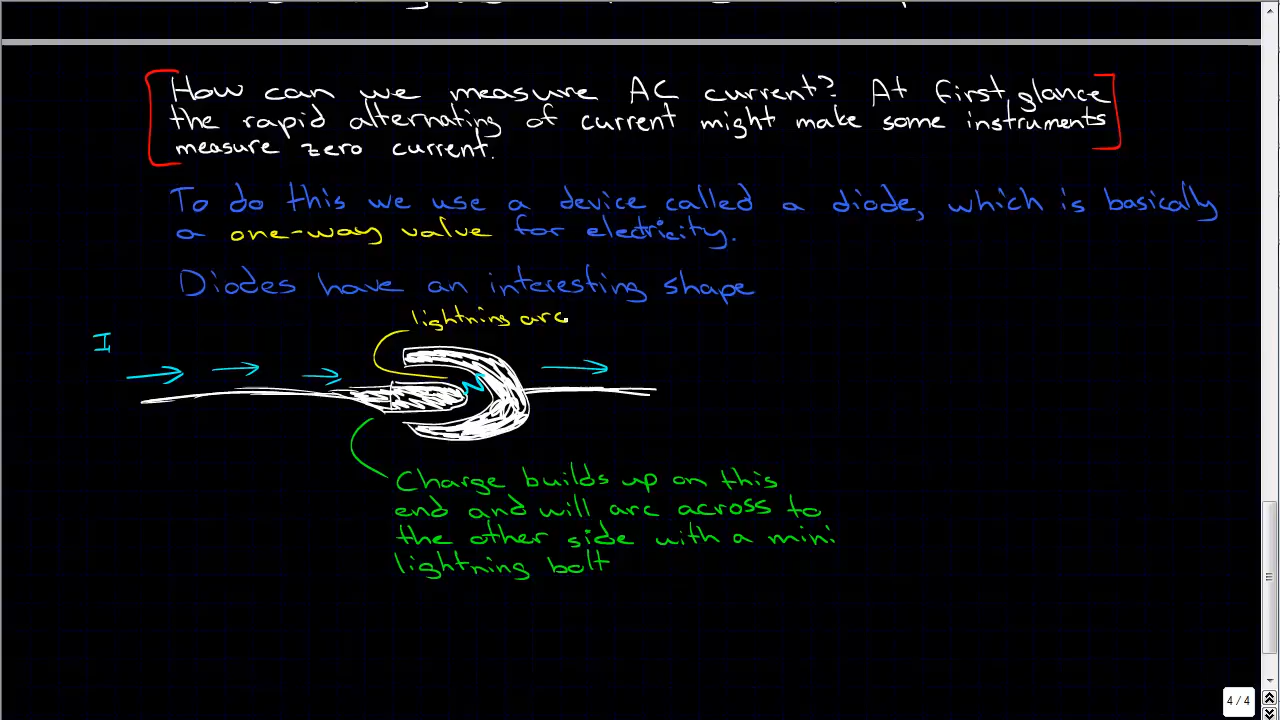 How can we measure AC current? At first glance
the rapid alternating of current might make some instruments
measure zero current.
To do this we use a device called a diode, which is basically
a one-way valve for electricity.
Diodes have an interesting shape
lightning arc
I
Charge builds up on this
end and will arc across to
the other side with a mini
lightning bolt
4 / 4